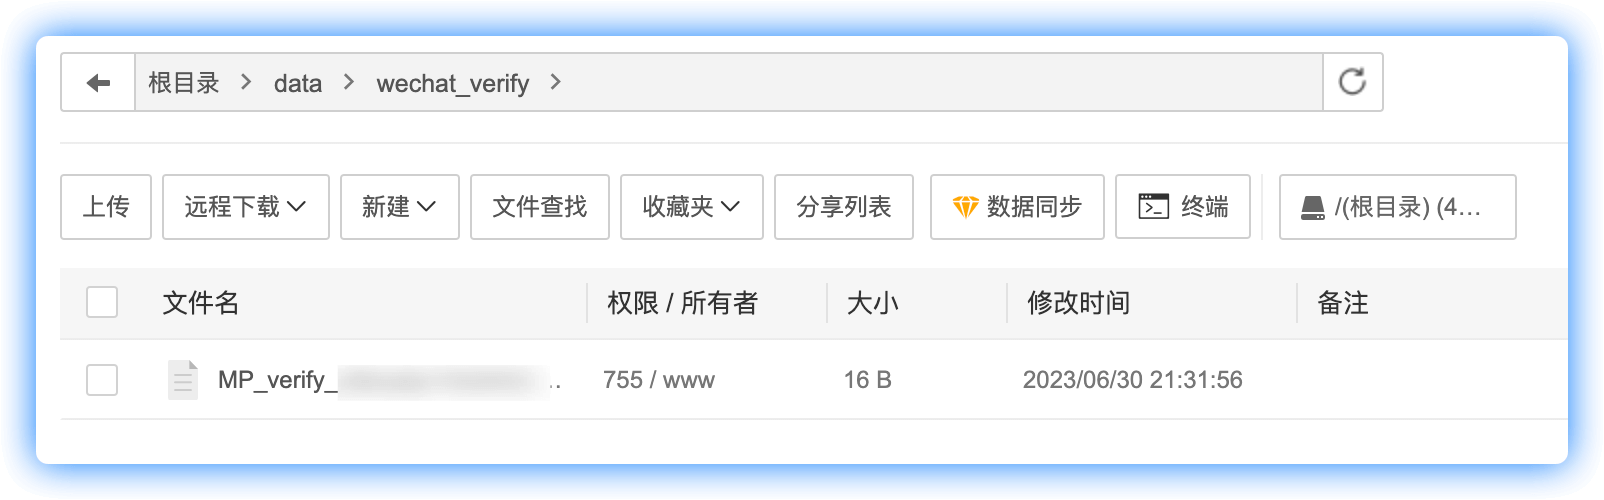 根目录 > data > wechat_verify >
上传 远程下载 新建 文件查找 收藏夹 分享列表 数据同步 终端 /(根目录) (4...
文件名 权限 / 所有者 大小 修改时间 备注
MP_verify_ .. 755 / www 16 B 2023/06/30 21:31:56